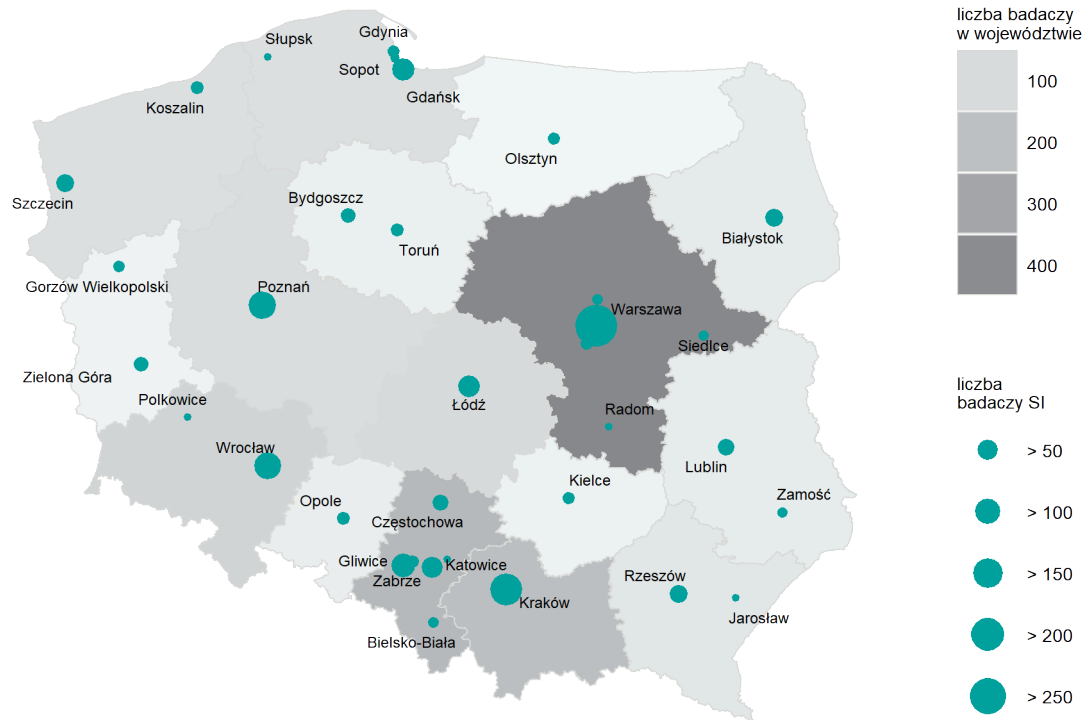 liczba badaczy
w województwie
100
200
300
400
Słupsk
Gdynia
Sopot
Gdańsk
Koszalin
Olsztyn
Szczecin
Bydgoszcz
Toruń
Białystok
Gorzów Wielkopolski
Poznań
Warszawa
Siedlce
Zielona Góra
Polkowice
Łódź
Radom
Wrocław
Lublin
Kielce
Opole
Częstochowa
Zamość
Gliwice
Zabrze
Katowice
Kraków
Rzeszów
Jarosław
Bielsko-Biała
liczba
badaczy SI
> 50
> 100
> 150
> 200
> 250